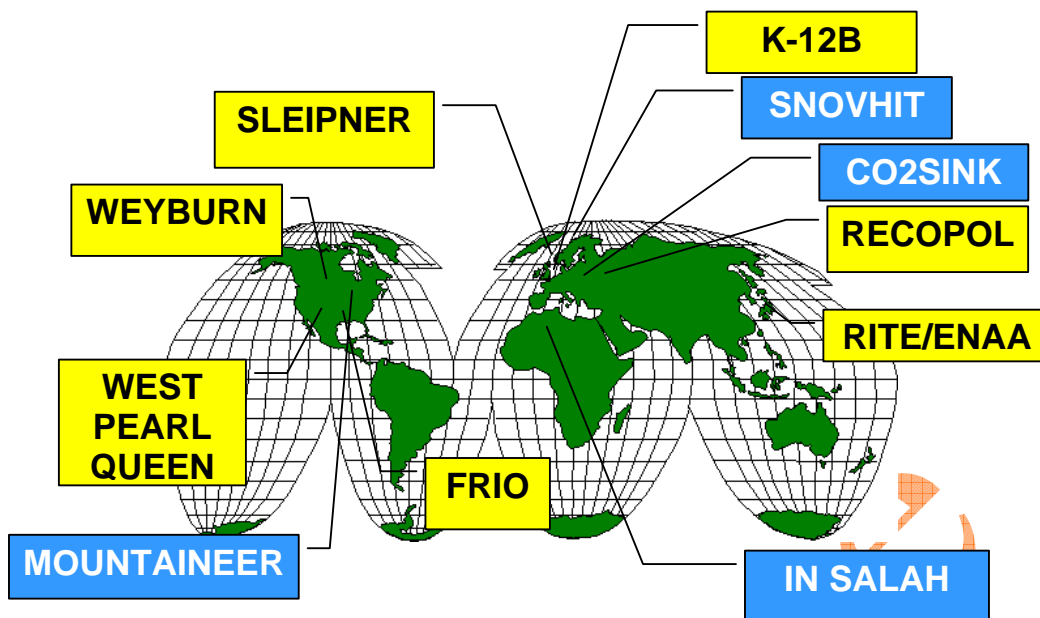 K-12B
SNOVHIT
SLEIPNER
CO2SINK
WEYBURN
RECOPOL
RITE/ENAA
WEST
PEARL
QUEEN
FRIO
MOUNTAINEER
IN SALAH